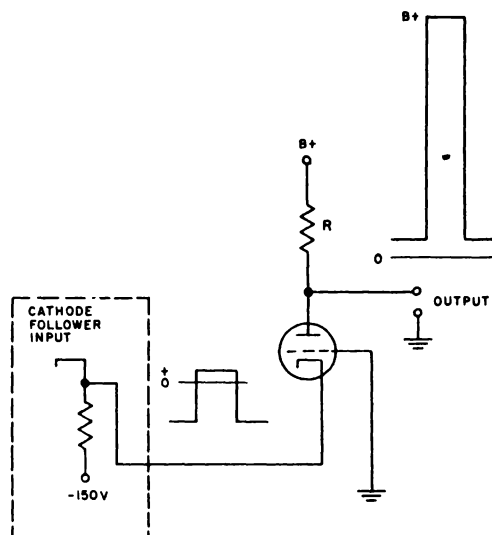 B+
B+
R
0
OUTPUT
CATHODE
FOLLOWER
INPUT
+
0
-150V